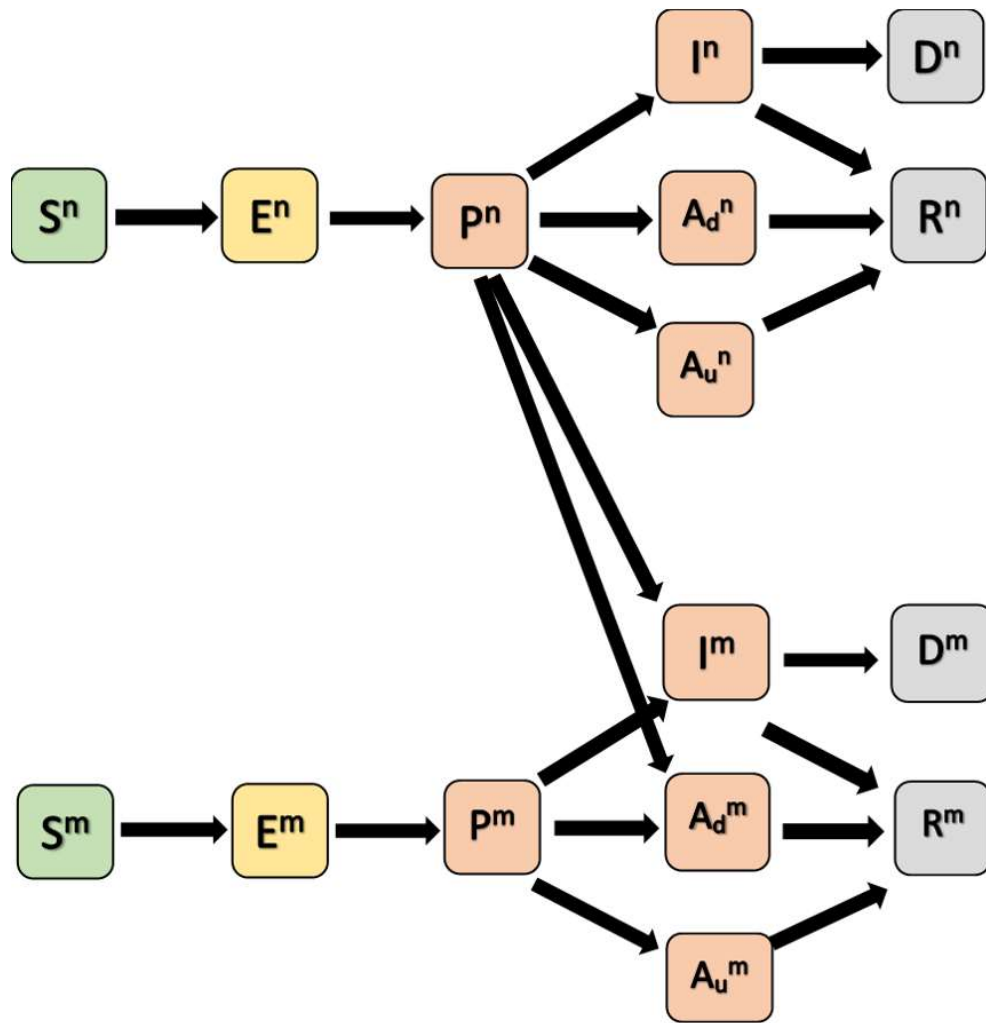 Iⁿ Dⁿ
Sⁿ Eⁿ Pⁿ A_dⁿ Rⁿ
A_uⁿ
Iᵐ Dᵐ
Sᵐ Eᵐ Pᵐ A_dᵐ Rᵐ
A_uᵐ